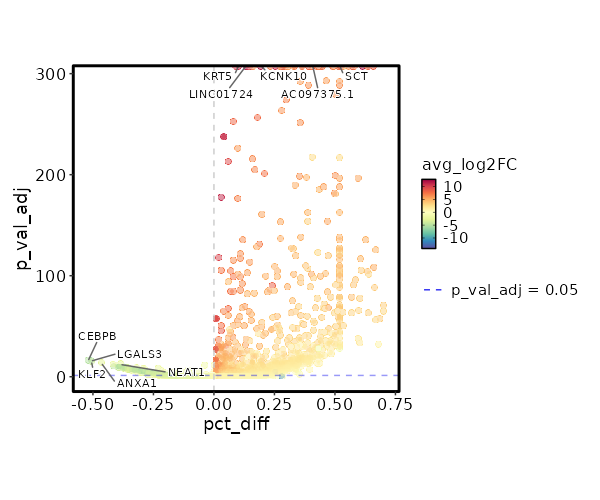 300
200
100
0
p_val_adj
KRT5
KCNK10
SCT
LINC01724
AC097375.1
CEBPB
LGALS3
KLF2
ANXA1
NEAT1
-0.50
-0.25
0.00
0.25
0.50
0.75
pct_diff
avg_log2FC
10
5
0
-5
-10
p_val_adj = 0.05